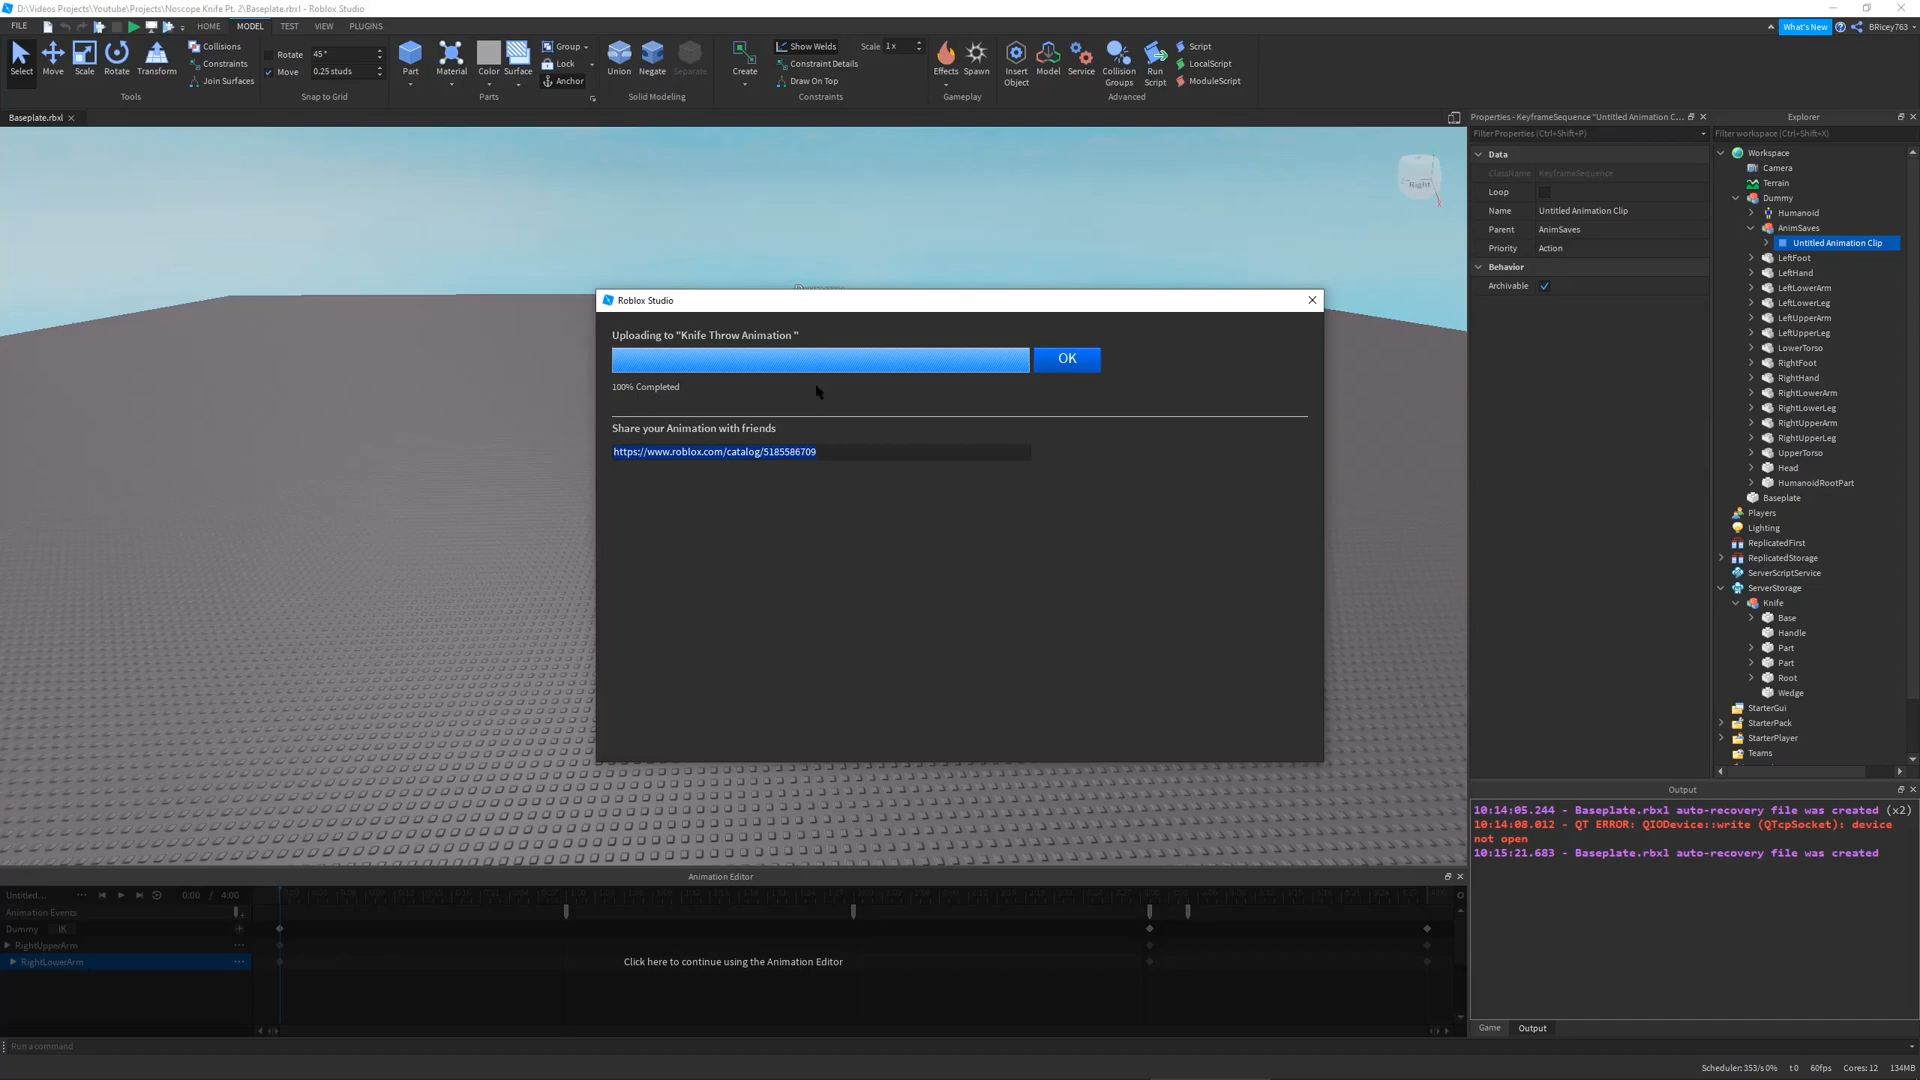 D:\Videos Projects\Youtube\Projects\Noscope Knife Pt. 2\Baseplate.rbxl - Roblox Studio
FILE HOME MODEL TEST VIEW PLUGINS What's New BRicey763
Select Move Scale Rotate Transform
Collisions
Constraints
Join Surfaces
Tools
Rotate 45°
Move 0.25 studs
Snap to Grid
Part Material Color Surface
Group
Lock
Anchor
Parts
Union Negate Separate
Solid Modeling
Create
Show Welds Scale 1 x
Constraint Details
Draw On Top
Constraints
Effects Spawn
Gameplay
Insert Object Model Service Collision Groups Run Script
Script
LocalScript
ModuleScript
Advanced
Baseplate.rbxl
Right
Roblox Studio
Uploading to "Knife Throw Animation "
OK
100% Completed
Share your Animation with friends
https://www.roblox.com/catalog/5185586709
Properties - KeyframeSequence "Untitled Animation C...
Filter Properties (Ctrl+Shift+P)
Data
ClassName KeyframeSequence
Loop
Name Untitled Animation Clip
Parent AnimSaves
Priority Action
Behavior
Archivable
Explorer
Filter workspace (Ctrl+Shift+X)
Workspace
Camera
Terrain
Dummy
Humanoid
AnimSaves
Untitled Animation Clip
LeftFoot
LeftHand
LeftLowerArm
LeftLowerLeg
LeftUpperArm
LeftUpperLeg
LowerTorso
RightFoot
RightHand
RightLowerArm
RightLowerLeg
RightUpperArm
RightUpperLeg
UpperTorso
Head
HumanoidRootPart
Baseplate
Players
Lighting
ReplicatedFirst
ReplicatedStorage
ServerScriptService
ServerStorage
Knife
Base
Handle
Part
Part
Root
Wedge
StarterGui
StarterPack
StarterPlayer
Teams
Output
10:14:05.244 - Baseplate.rbxl auto-recovery file was created (x2)
10:14:08.012 - QT ERROR: QIODevice::write (QTcpSocket): device
not open
10:15:21.683 - Baseplate.rbxl auto-recovery file was created
Game Output
Animation Editor
Untitled... 0:00 / 4:00
Animation Events
Dummy IK
RightUpperArm
RightLowerArm
Click here to continue using the Animation Editor
Run a command
Scheduler: 353/s 0% t 0 60fps Cores: 12 134MB